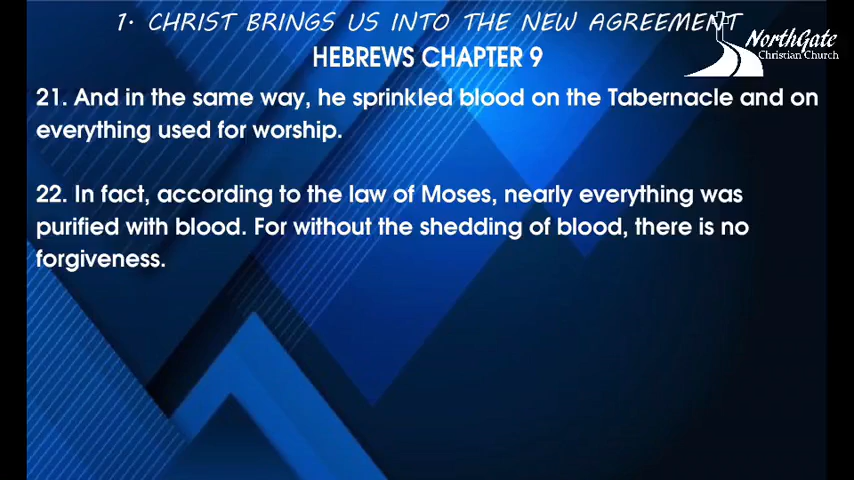 1. CHRIST BRINGS US INTO THE NEW AGREEMENT
NorthGate
Christian Church
HEBREWS CHAPTER 9
21. And in the same way, he sprinkled blood on the Tabernacle and on
everything used for worship.
22. In fact, according to the law of Moses, nearly everything was
purified with blood. For without the shedding of blood, there is no
forgiveness.